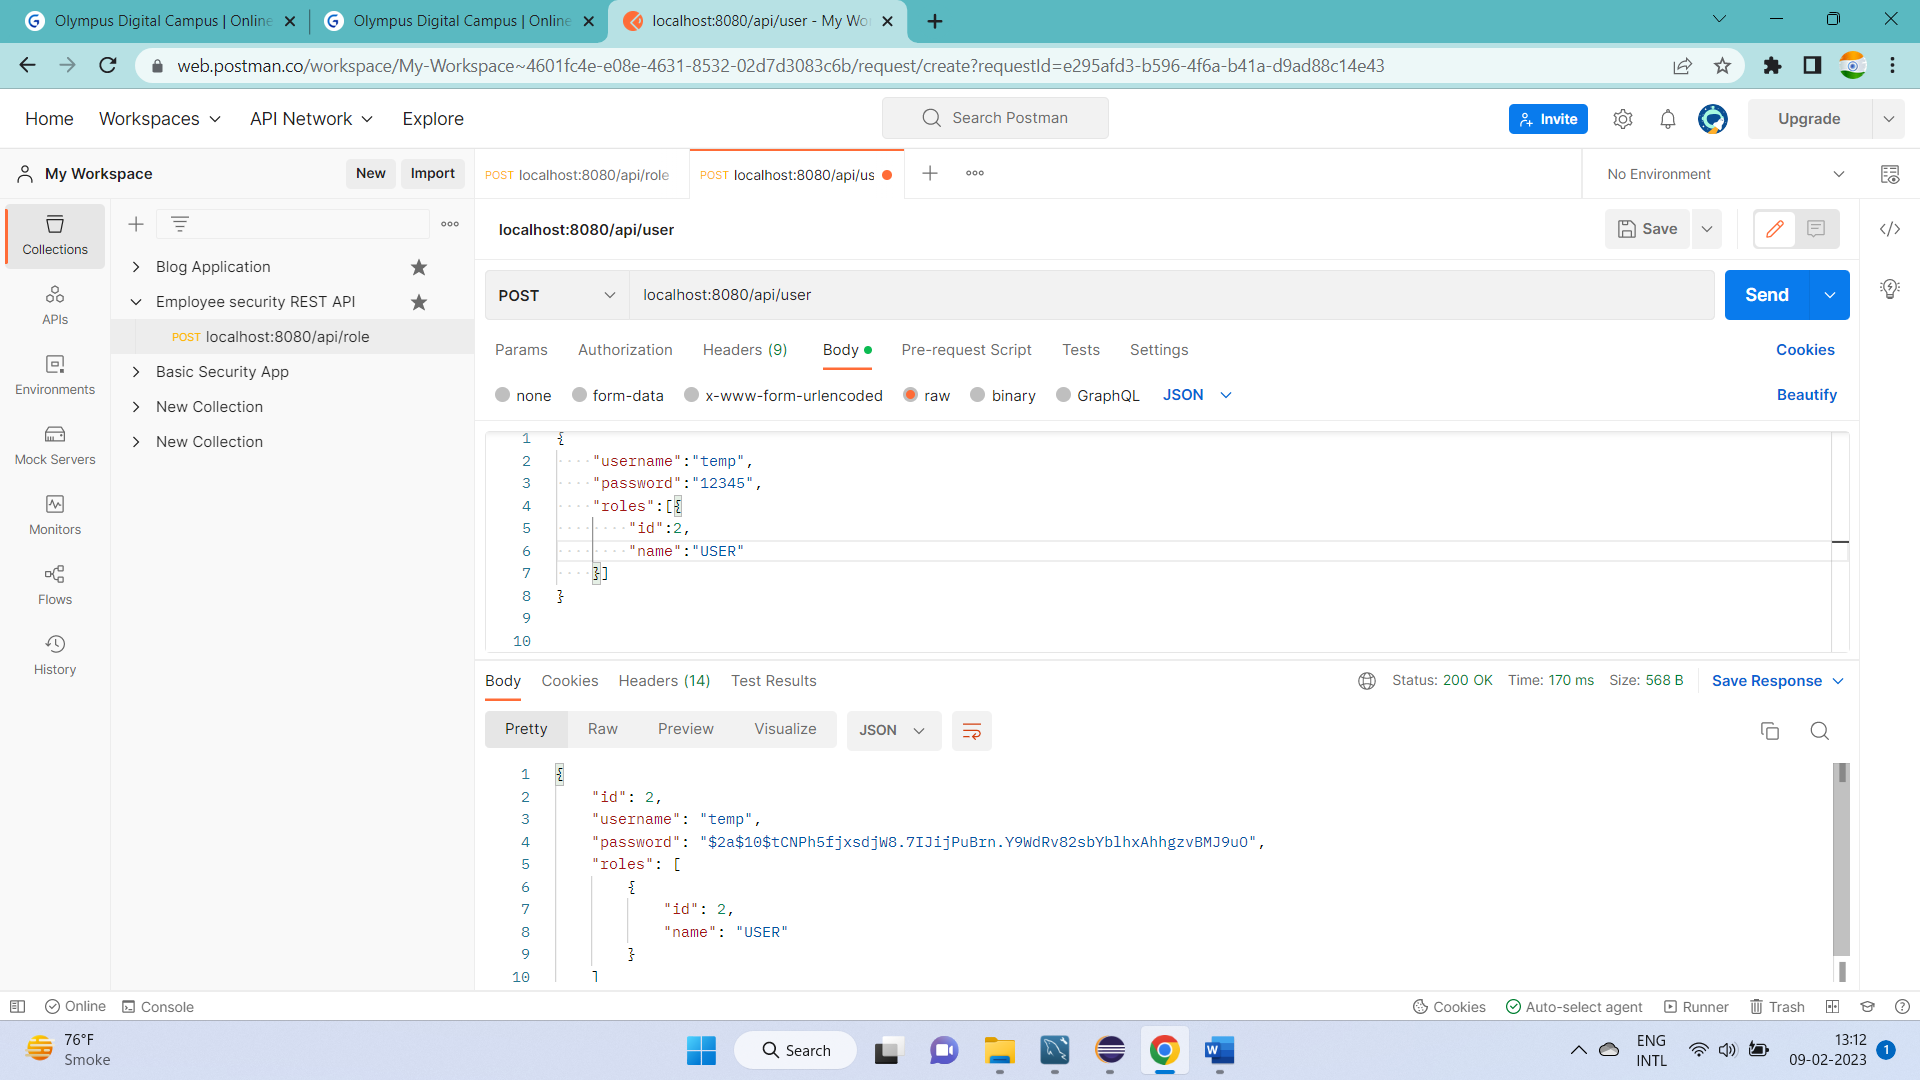 Olympus Digital Campus | Online
Olympus Digital Campus | Online
localhost:8080/api/user - My Wo
web.postman.co/workspace/My-Workspace~4601fc4e-e08e-4631-8532-02d7d3083c6b/request/create?requestId=e295afd3-b596-4f6a-b41a-d9ad88c14e43
Home Workspaces API Network Explore Search Postman Invite Upgrade
My Workspace New Import
POST localhost:8080/api/role POST localhost:8080/api/us No Environment
Collections
APIs
Environments
Mock Servers
Monitors
Flows
History
Blog Application
Employee security REST API
POST localhost:8080/api/role
Basic Security App
New Collection
New Collection
localhost:8080/api/user Save
POST localhost:8080/api/user Send
Params Authorization Headers (9) Body Pre-request Script Tests Settings Cookies
none form-data x-www-form-urlencoded raw binary GraphQL JSON Beautify
1 {
2 "username":"temp",
3 "password":"12345",
4 "roles":[{
5 "id":2,
6 "name":"USER"
7 }]
8 }
9
10
Body Cookies Headers (14) Test Results Status: 200 OK Time: 170 ms Size: 568 B Save Response
Pretty Raw Preview Visualize JSON
1 {
2 "id": 2,
3 "username": "temp",
4 "password": "$2a$10$tCNPh5fjxsdjW8.7IJijPuBrn.Y9WdRv82sbYblhxAhhgzvBMJ9uO",
5 "roles": [
6 {
7 "id": 2,
8 "name": "USER"
9 }
10 ]
Online Console Cookies Auto-select agent Runner Trash
76°F
Smoke
Search
ENG
INTL
13:12
09-02-2023
1